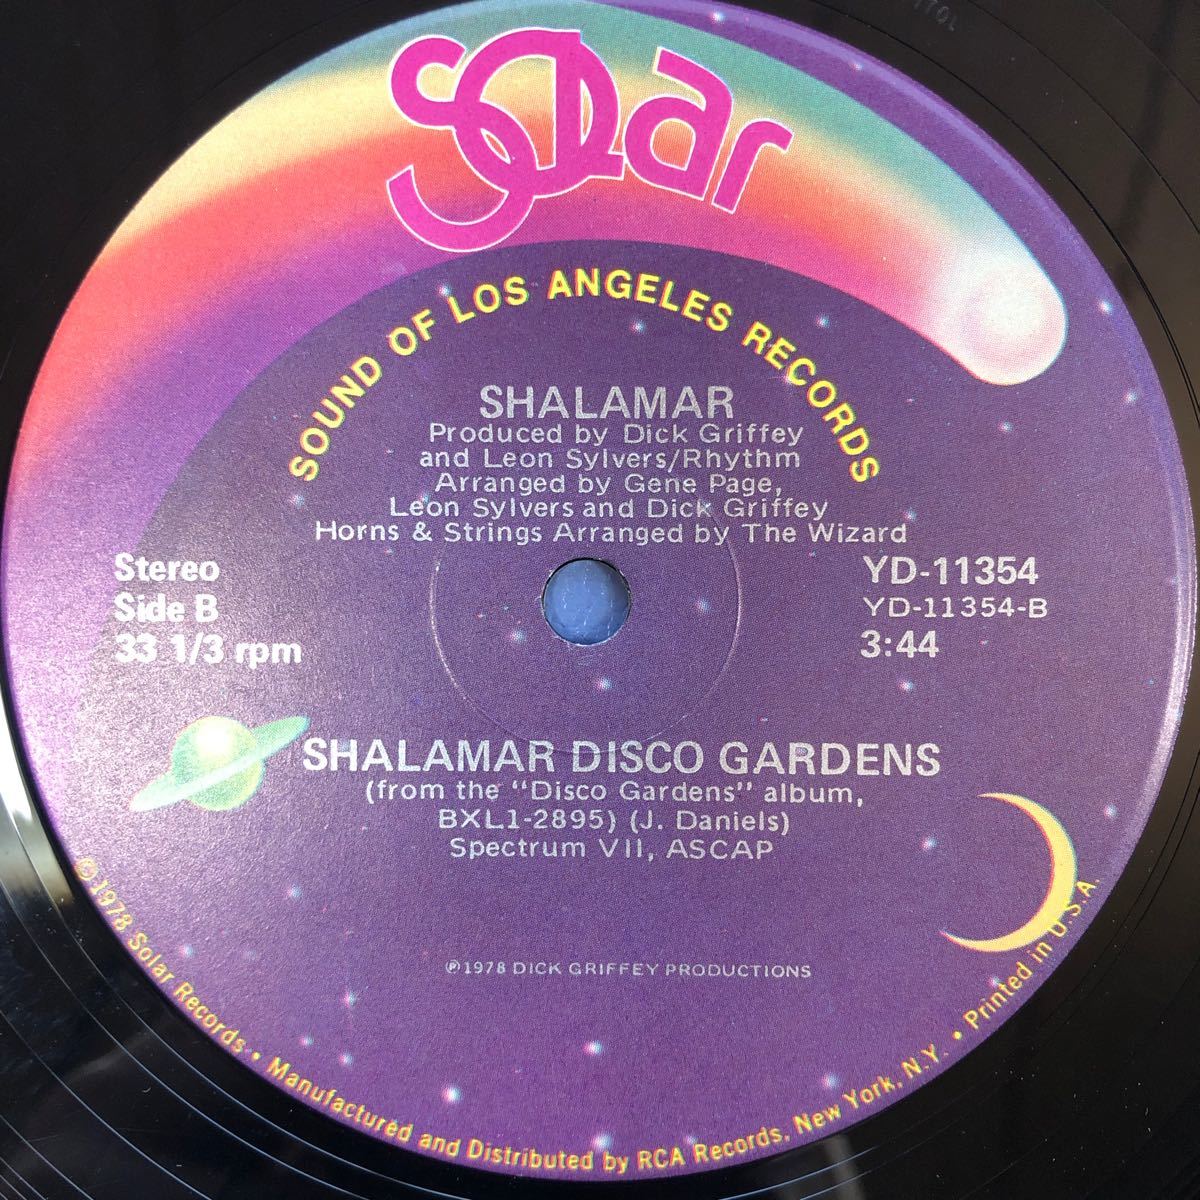 Solar
SOUND OF LOS ANGELES RECORDS
SHALAMAR
Produced by Dick Griffey
and Leon Sylvers/Rhythm
Arranged by Gene Page,
Leon Sylvers and Dick Griffey
Horns & Strings Arranged by The Wizard
Stereo
Side B
33 1/3 rpm
YD-11354
YD-11354-B
3:44
SHALAMAR DISCO GARDENS
(from the "Disco Gardens" album,
BXL1-2895) (J. Daniels)
Spectrum VII, ASCAP
℗1978 DICK GRIFFEY PRODUCTIONS
©1978 Solar Records • Manufactured and Distributed by RCA Records, New York, N.Y. • Printed in U.S.A.